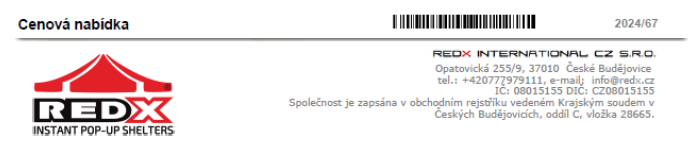 Cenová nabídka
2024/67
REDX INTERNATIONAL CZ S.R.O.
Opatovická 255/9, 37010 České Budějovice
tel.: +420777979111, e-mail: info@redx.cz
IČ: 08015155 DIČ: CZ08015155
Společnost je zapsána v obchodním rejstříku vedeném Krajským soudem v
Českých Budějovicích, oddíl C, vložka 28665.
REDX
INSTANT POP-UP SHELTERS